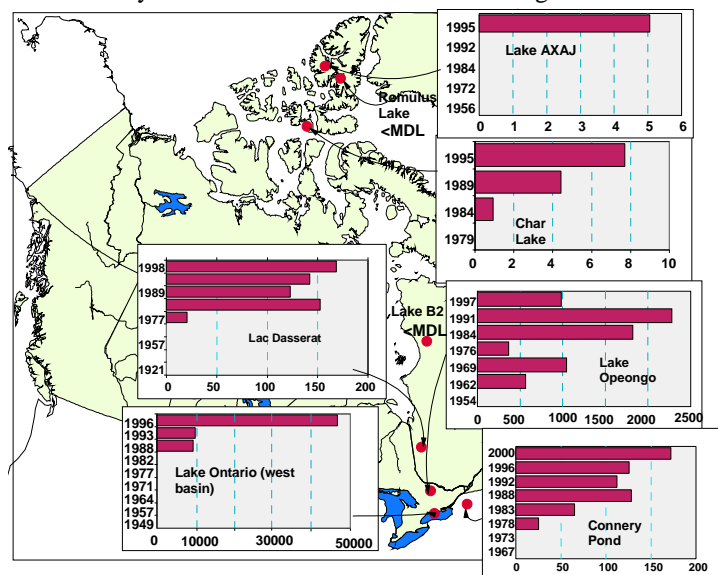 1995
1992
1984
1972
1956
Lake AXAJ
0 1 2 3 4 5 6
Romulus
Lake
<MDL
1995
1989
1984
1979
Char
Lake
0 2 4 6 8 10
1998
1989
1977
1957
1921
Lac Dasserat
0 50 100 150 200
Lake B2
<MDL
1997
1991
1984
1976
1969
1962
1954
Lake
Opeongo
0 500 1000 1500 2000 2500
1996
1993
1988
1982
1977
1971
1964
1957
1949
Lake Ontario (west
basin)
0 10000 30000 50000
2000
1996
1992
1988
1983
1978
1973
1967
Connery
Pond
0 50 100 150 200